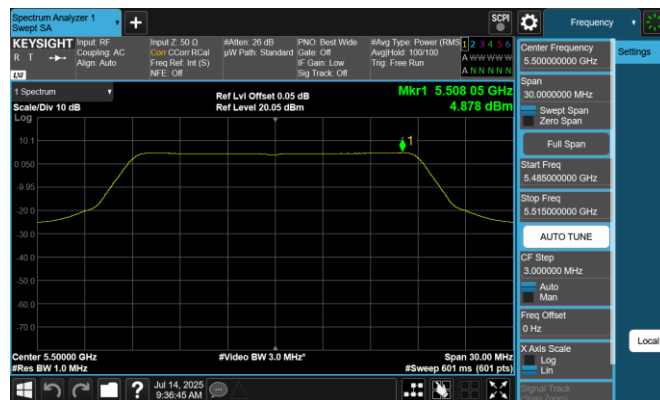 Spectrum Analyzer 1
Swept SA
SCPI
Frequency
KEYSIGHT
R T
LXI
Input: RF
Coupling: AC
Align: Auto
Input Z: 50 Ω
Corr CCorr RCal
Freq Ref: Int (S)
NFE: Off
#Atten: 26 dB
µW Path: Standard
PNO: Best Wide
Gate: Off
IF Gain: Low
Sig Track: Off
#Avg Type: Power (RMS)
Avg|Hold: 100/100
Trig: Free Run
1 2 3 4 5 6
A W W W W W
A N N N N N
1 Spectrum
Scale/Div 10 dB
Log
Ref Lvl Offset 0.05 dB
Ref Level 20.05 dBm
Mkr1 5.508 05 GHz
4.878 dBm
10.1
0.050
-9.95
-20.0
-30.0
-40.0
-50.0
-60.0
-70.0
1
Center 5.50000 GHz
#Res BW 1.0 MHz
#Video BW 3.0 MHz*
Span 30.00 MHz
#Sweep 601 ms (601 pts)
Center Frequency
5.500000000 GHz
Span
30.0000000 MHz
Swept Span
Zero Span
Full Span
Start Freq
5.485000000 GHz
Stop Freq
5.515000000 GHz
AUTO TUNE
CF Step
3.000000 MHz
Auto
Man
Freq Offset
0 Hz
X Axis Scale
Log
Lin
Signal Track
(Span Zoom)
Settings
Local
?
Jul 14, 2025
9:36:45 AM